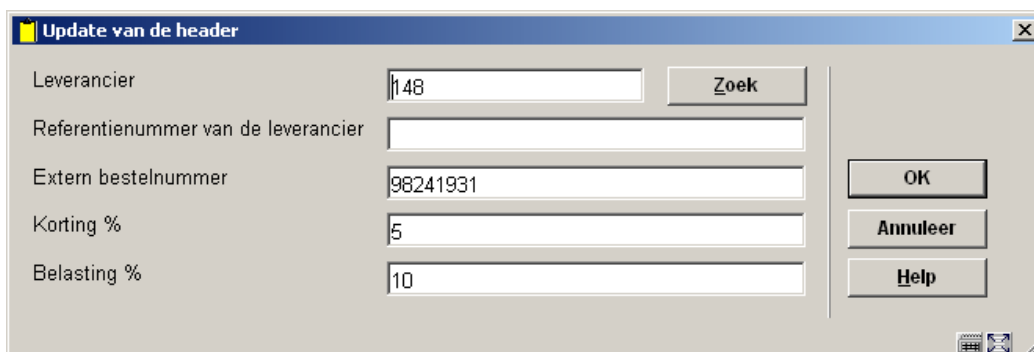 Update van de header
Leverancier 148 Zoek
Referentienummer van de leverancier
Extern bestelnummer 98241931 OK
Korting % 5 Annuleer
Belasting % 10 Help